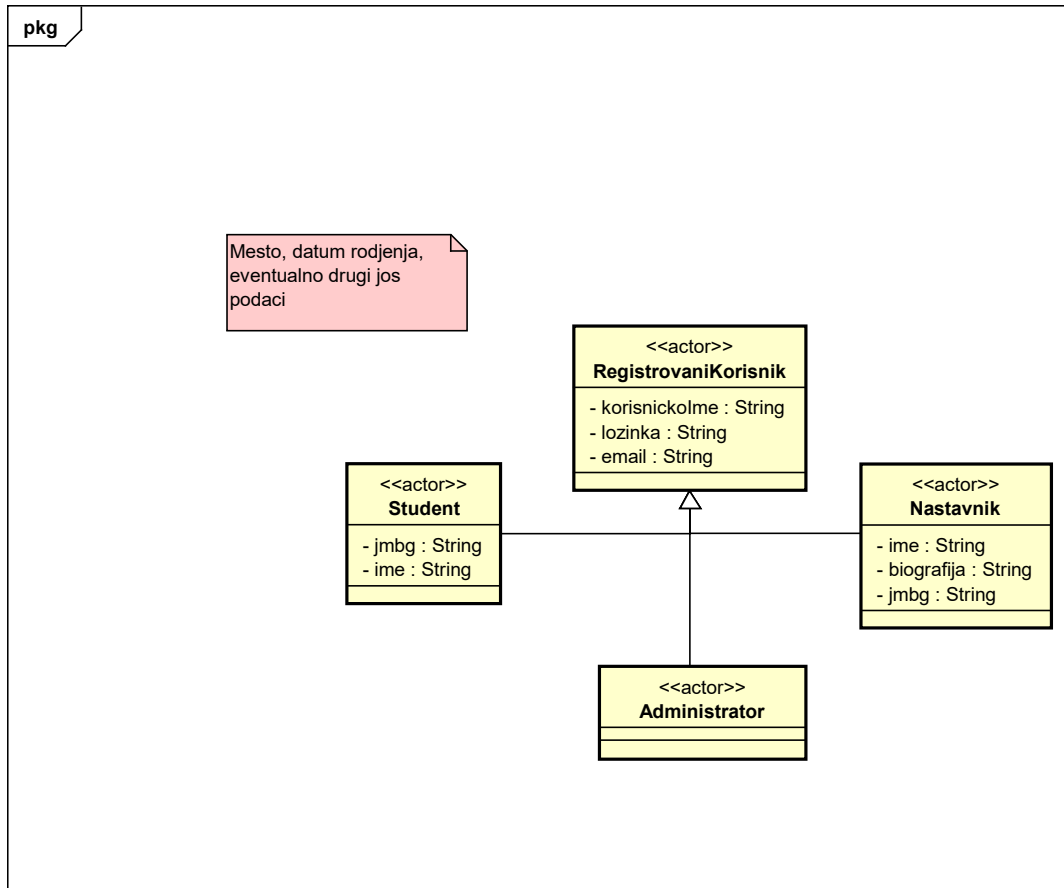 pkg
Mesto, datum rodjenja,
eventualno drugi jos
podaci
<<actor>>
RegistrovaniKorisnik
- korisnickoIme : String
- lozinka : String
- email : String
<<actor>>
Student
- jmbg : String
- ime : String
<<actor>>
Nastavnik
- ime : String
- biografija : String
- jmbg : String
<<actor>>
Administrator